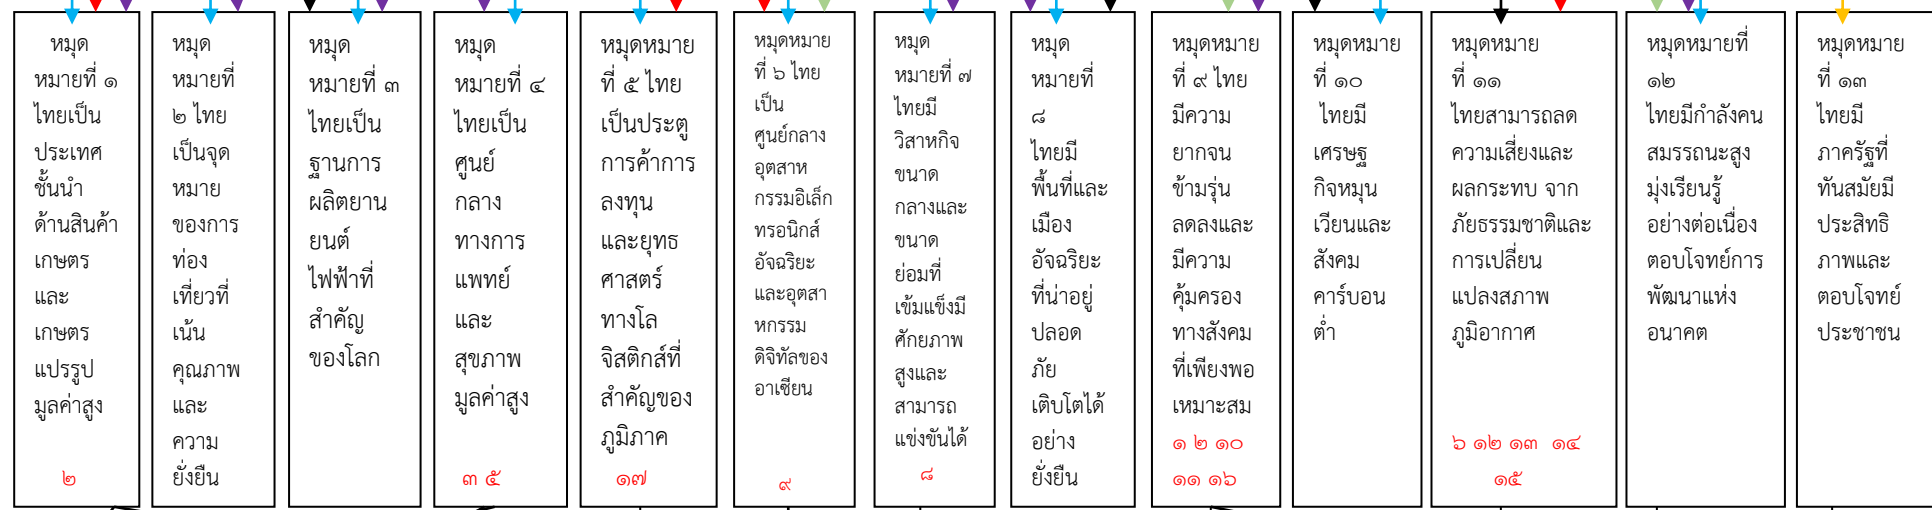 หมุด
หมายที่ ๑
ไทยเป็น
ประเทศ
ชั้นนำ
ด้านสินค้า
เกษตร
และ
เกษตร
แปรรูป
มูลค่าสูง
๒
หมุด
หมายที่
๒ ไทย
เป็นจุด
หมาย
ของการ
ท่อง
เที่ยวที่
เน้น
คุณภาพ
และ
ความ
ยั่งยืน
หมุด
หมายที่ ๓
ไทยเป็น
ฐานการ
ผลิตยาน
ยนต์
ไฟฟ้าที่
สำคัญ
ของโลก
หมุด
หมายที่ ๔
ไทยเป็น
ศูนย์
กลาง
ทางการ
แพทย์
และ
สุขภาพ
มูลค่าสูง
๓ ๕
หมุดหมาย
ที่ ๕ ไทย
เป็นประตู
การค้าการ
ลงทุน
และยุทธ
ศาสตร์
ทางโล
จิสติกส์ที่
สำคัญของ
ภูมิภาค
๑๗
หมุดหมาย
ที่ ๖ ไทย
เป็น
ศูนย์กลาง
อุตสาห
กรรมอิเล็ก
ทรอนิกส์
อัจฉริยะ
และอุตสา
หกรรม
ดิจิทัลของ
อาเซียน
๙
หมุด
หมายที่ ๗
ไทยมี
วิสาหกิจ
ขนาด
กลางและ
ขนาด
ย่อมที่
เข้มแข็งมี
ศักยภาพ
สูงและ
สามารถ
แข่งขันได้
๘
หมุด
หมายที่
๘
ไทยมี
พื้นที่และ
เมือง
อัจฉริยะ
ที่น่าอยู่
ปลอด
ภัย
เติบโตได้
อย่าง
ยั่งยืน
หมุดหมาย
ที่ ๙ ไทย
มีความ
ยากจน
ข้ามรุ่น
ลดลงและ
มีความ
คุ้มครอง
ทางสังคม
ที่เพียงพอ
เหมาะสม
๑ ๒ ๑๐
๑๑ ๑๖
หมุดหมาย
ที่ ๑๐
ไทยมี
เศรษฐ
กิจหมุน
เวียนและ
สังคม
คาร์บอน
ต่ำ
หมุดหมาย
ที่ ๑๑
ไทยสามารถลด
ความเสี่ยงและ
ผลกระทบ จาก
ภัยธรรมชาติและ
การเปลี่ยน
แปลงสภาพ
ภูมิอากาศ
๖ ๑๒ ๑๓ ๑๔
๑๕
หมุดหมายที่
๑๒
ไทยมีกำลังคน
สมรรถนะสูง
มุ่งเรียนรู้
อย่างต่อเนื่อง
ตอบโจทย์การ
พัฒนาแห่ง
อนาคต
หมุดหมาย
ที่ ๑๓
ไทยมี
ภาครัฐที่
ทันสมัยมี
ประสิทธิ
ภาพและ
ตอบโจทย์
ประชาชน